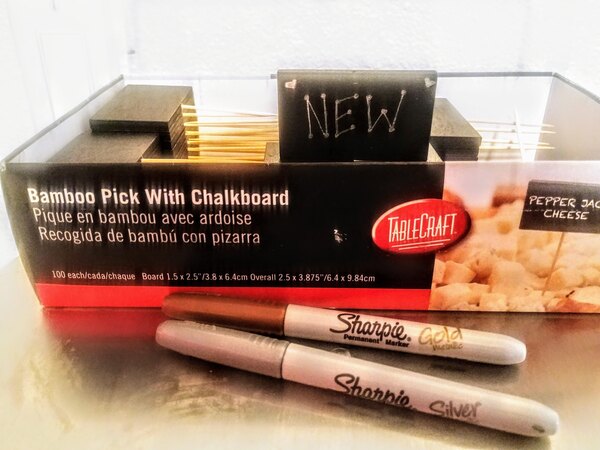 NEW
Bamboo Pick With Chalkboard
Pique en bambou avec ardoise
Recogida de bambú con pizarra
100 each/cada/chaque Board 1.5 x 2.5"/3.8 x 6.4cm Overall 2.5 x 3.875"/6.4 x 9.84cm
TABLECRAFT
PEPPER JAC
CHEESE
Sharpie
Permanent Marker
Gold
Metallic
Sharpie
Silver